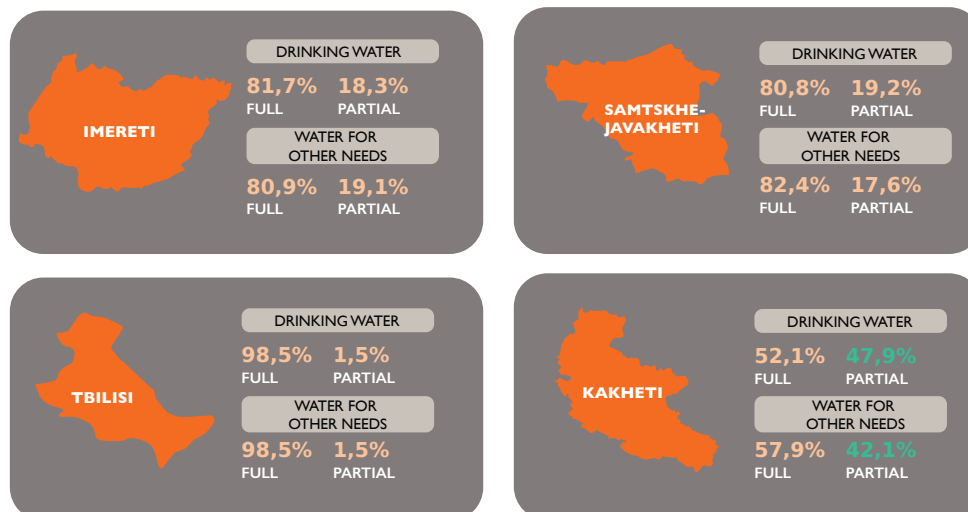 IMERETI
DRINKING WATER
81,7% 18,3%
FULL PARTIAL
WATER FOR
OTHER NEEDS
80,9% 19,1%
FULL PARTIAL
SAMTSKHE-
JAVAKHETI
DRINKING WATER
80,8% 19,2%
FULL PARTIAL
WATER FOR
OTHER NEEDS
82,4% 17,6%
FULL PARTIAL
TBILISI
DRINKING WATER
98,5% 1,5%
FULL PARTIAL
WATER FOR
OTHER NEEDS
98,5% 1,5%
FULL PARTIAL
KAKHETI
DRINKING WATER
52,1% 47,9%
FULL PARTIAL
WATER FOR
OTHER NEEDS
57,9% 42,1%
FULL PARTIAL